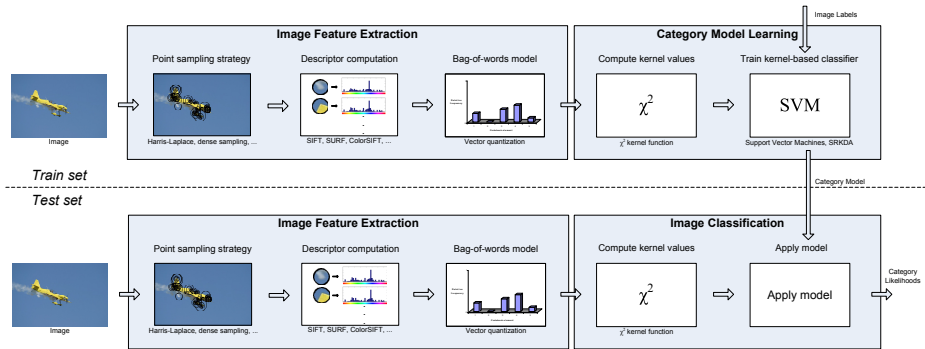 Image Labels
Image Feature Extraction
Category Model Learning
Point sampling strategy
Descriptor computation
Bag-of-words model
Compute kernel values
Train kernel-based classifier
χ²
SVM
Image
Harris-Laplace, dense sampling, ...
SIFT, SURF, ColorSIFT, ...
Vector quantization
χ² kernel function
Support Vector Machines, SRKDA
Train set
Category Model
Test set
Image Feature Extraction
Image Classification
Point sampling strategy
Descriptor computation
Bag-of-words model
Compute kernel values
Apply model
Category
Likelihoods
χ²
Apply model
Image
Harris-Laplace, dense sampling, ...
SIFT, SURF, ColorSIFT, ...
Vector quantization
χ² kernel function